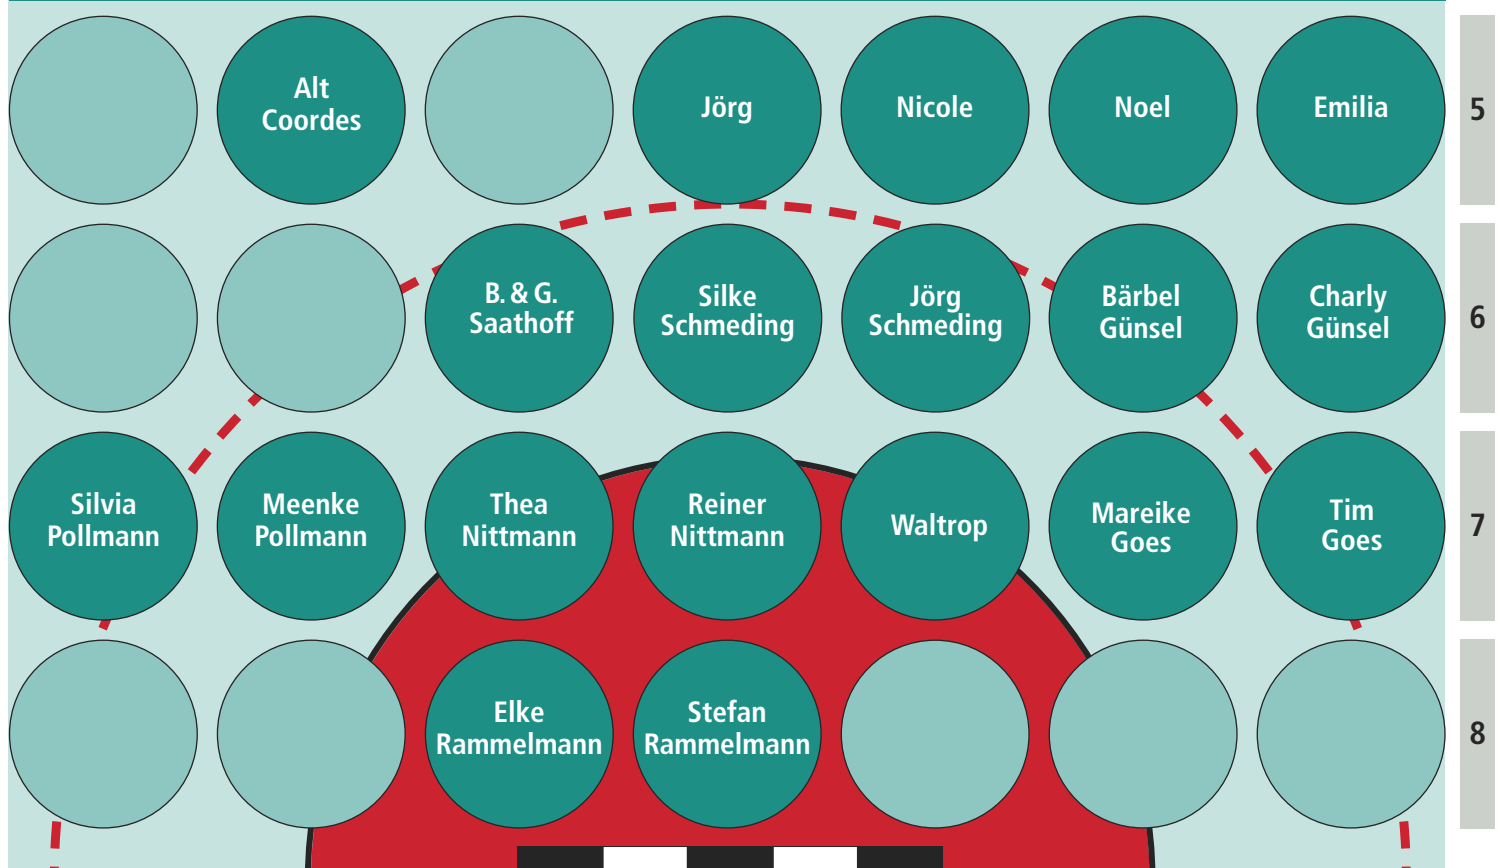 Alt
Coordes
Jörg
Nicole
Noel
Emilia
5
B. & G.
Saathoff
Silke
Schmeding
Jörg
Schmeding
Bärbel
Günsel
Charly
Günsel
6
Silvia
Pollmann
Meenke
Pollmann
Thea
Nittmann
Reiner
Nittmann
Waltrop
Mareike
Goes
Tim
Goes
7
Elke
Rammelmann
Stefan
Rammelmann
8